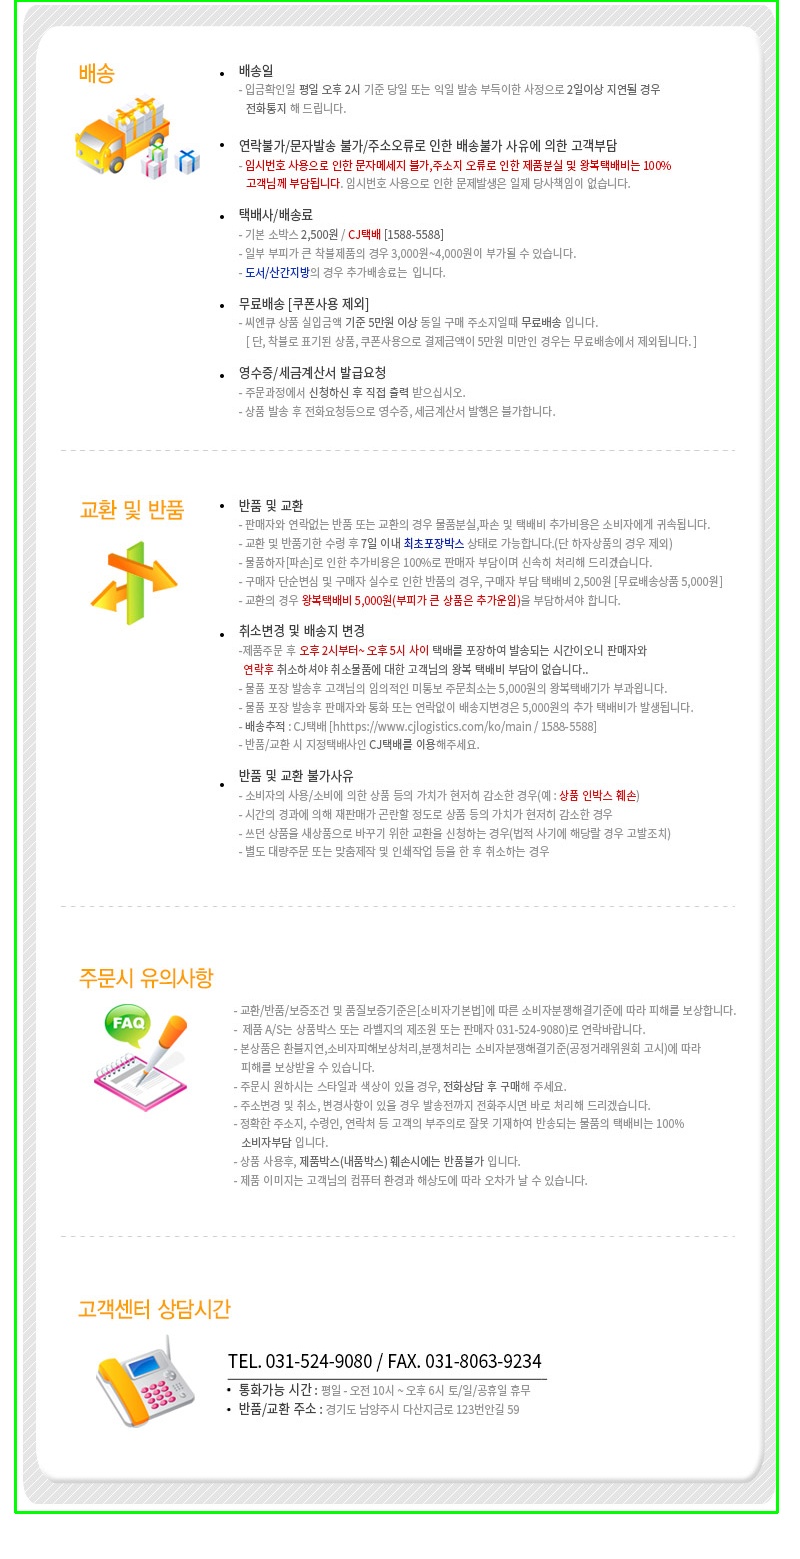 배송
• 배송일
- 입금확인일 평일 오후 2시 기준 당일 또는 익일 발송 부득이한 사정으로 2일이상 지연될 경우
전화통지 해 드립니다.
• 연락불가/문자발송 불가/주소오류로 인한 배송불가 사유에 의한 고객부담
- 임시번호 사용으로 인한 문자메세지 불가,주소지 오류로 인한 제품분실 및 왕복택배비는 100%
고객님께 부담됩니다. 임시번호 사용으로 인한 문제발생은 일제 당사책임이 없습니다.
• 택배사/배송료
- 기본 소박스 2,500원 / CJ택배 [1588-5588]
- 일부 부피가 큰 착불제품의 경우 3,000원~4,000원이 부가될 수 있습니다.
- 도서/산간지방의 경우 추가배송료는 입니다.
• 무료배송 [쿠폰사용 제외]
- 씨엔큐 상품 실입금액 기준 5만원 이상 동일 구매 주소지일때 무료배송 입니다.
[ 단, 착불로 표기된 상품, 쿠폰사용으로 결제금액이 5만원 미만인 경우는 무료배송에서 제외됩니다. ]
• 영수증/세금계산서 발급요청
- 주문과정에서 신청하신 후 직접 출력 받으십시오.
- 상품 발송 후 전화요청등으로 영수증, 세금계산서 발행은 불가합니다.
교환 및 반품
• 반품 및 교환
- 판매자와 연락없는 반품 또는 교환의 경우 물품분실,파손 및 택배비 추가비용은 소비자에게 귀속됩니다.
- 교환 및 반품기한 수령 후 7일 이내 최초포장박스 상태로 가능합니다.(단 하자상품의 경우 제외)
- 물품하자[파손]로 인한 추가비용은 100%로 판매자 부담이며 신속히 처리해 드리겠습니다.
- 구매자 단순변심 및 구매자 실수로 인한 반품의 경우, 구매자 부담 택배비 2,500원 [무료배송상품 5,000원]
- 교환의 경우 왕복택배비 5,000원(부피가 큰 상품은 추가운임)을 부담하셔야 합니다.
• 취소변경 및 배송지 변경
-제품주문 후 오후 2시부터~ 오후 5시 사이 택배를 포장하여 발송되는 시간이오니 판매자와
연락후 취소하셔야 취소물품에 대한 고객님의 왕복 택배비 부담이 없습니다..
- 물품 포장 발송후 고객님의 임의적인 미통보 주문최소는 5,000원의 왕복택배기가 부과됩니다.
- 물품 포장 발송후 판매자와 통화 또는 연락없이 배송지변경은 5,000원의 추가 택배비가 발생됩니다.
- 배송추적 : CJ택배 [hhttps://www.cjlogistics.com/ko/main / 1588-5588]
- 반품/교환 시 지정택배사인 CJ택배를 이용해주세요.
• 반품 및 교환 불가사유
- 소비자의 사용/소비에 의한 상품 등의 가치가 현저히 감소한 경우(예 : 상품 인박스 훼손)
- 시간의 경과에 의해 재판매가 곤란할 정도로 상품 등의 가치가 현저히 감소한 경우
- 쓰던 상품을 새상품으로 바꾸기 위한 교환을 신청하는 경우(법적 사기에 해당랄 경우 고발조치)
- 별도 대량주문 또는 맞춤제작 및 인쇄작업 등을 한 후 취소하는 경우
주문시 유의사항
FAQ
- 교환/반품/보증조건 및 품질보증기준은[소비자기본법]에 따른 소비자분쟁해결기준에 따라 피해를 보상합니다.
- 제품 A/S는 상품박스 또는 라벨지의 제조원 또는 판매자 031-524-9080)로 연락바랍니다.
- 본상품은 환불지연,소비자피해보상처리,분쟁처리는 소비자분쟁해결기준(공정거래위원회 고시)에 따라
피해를 보상받을 수 있습니다.
- 주문시 원하시는 스타일과 색상이 있을 경우, 전화상담 후 구매해 주세요.
- 주소변경 및 취소, 변경사항이 있을 경우 발송전까지 전화주시면 바로 처리해 드리겠습니다.
- 정확한 주소지, 수령인, 연락처 등 고객의 부주의로 잘못 기재하여 반송되는 물품의 택배비는 100%
소비자부담 입니다.
- 상품 사용후, 제품박스(내품박스) 훼손시에는 반품불가 입니다.
- 제품 이미지는 고객님의 컴퓨터 환경과 해상도에 따라 오차가 날 수 있습니다.
고객센터 상담시간
TEL. 031-524-9080 / FAX. 031-8063-9234
• 통화가능 시간 : 평일 - 오전 10시 ~ 오후 6시 토/일/공휴일 휴무
• 반품/교환 주소 : 경기도 남양주시 다산지금로 123번안길 59